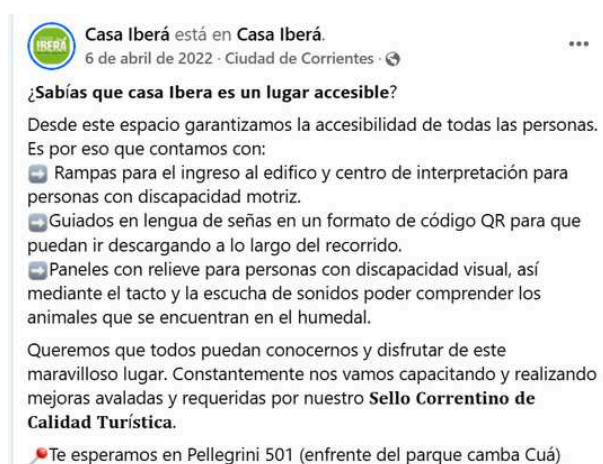 IBERÁ
Casa Iberá está en Casa Iberá.
6 de abril de 2022 · Ciudad de Corrientes ·
¿Sabías que casa Ibera es un lugar accesible?
Desde este espacio garantizamos la accesibilidad de todas las personas.
Es por eso que contamos con:
➡️ Rampas para el ingreso al edifico y centro de interpretación para
personas con discapacidad motriz.
➡️Guiados en lengua de señas en un formato de código QR para que
puedan ir descargando a lo largo del recorrido.
➡️Paneles con relieve para personas con discapacidad visual, así
mediante el tacto y la escucha de sonidos poder comprender los
animales que se encuentran en el humedal.
Queremos que todos puedan conocernos y disfrutar de este
maravilloso lugar. Constantemente nos vamos capacitando y realizando
mejoras avaladas y requeridas por nuestro Sello Correntino de
Calidad Turística.
📍Te esperamos en Pellegrini 501 (enfrente del parque camba Cuá)